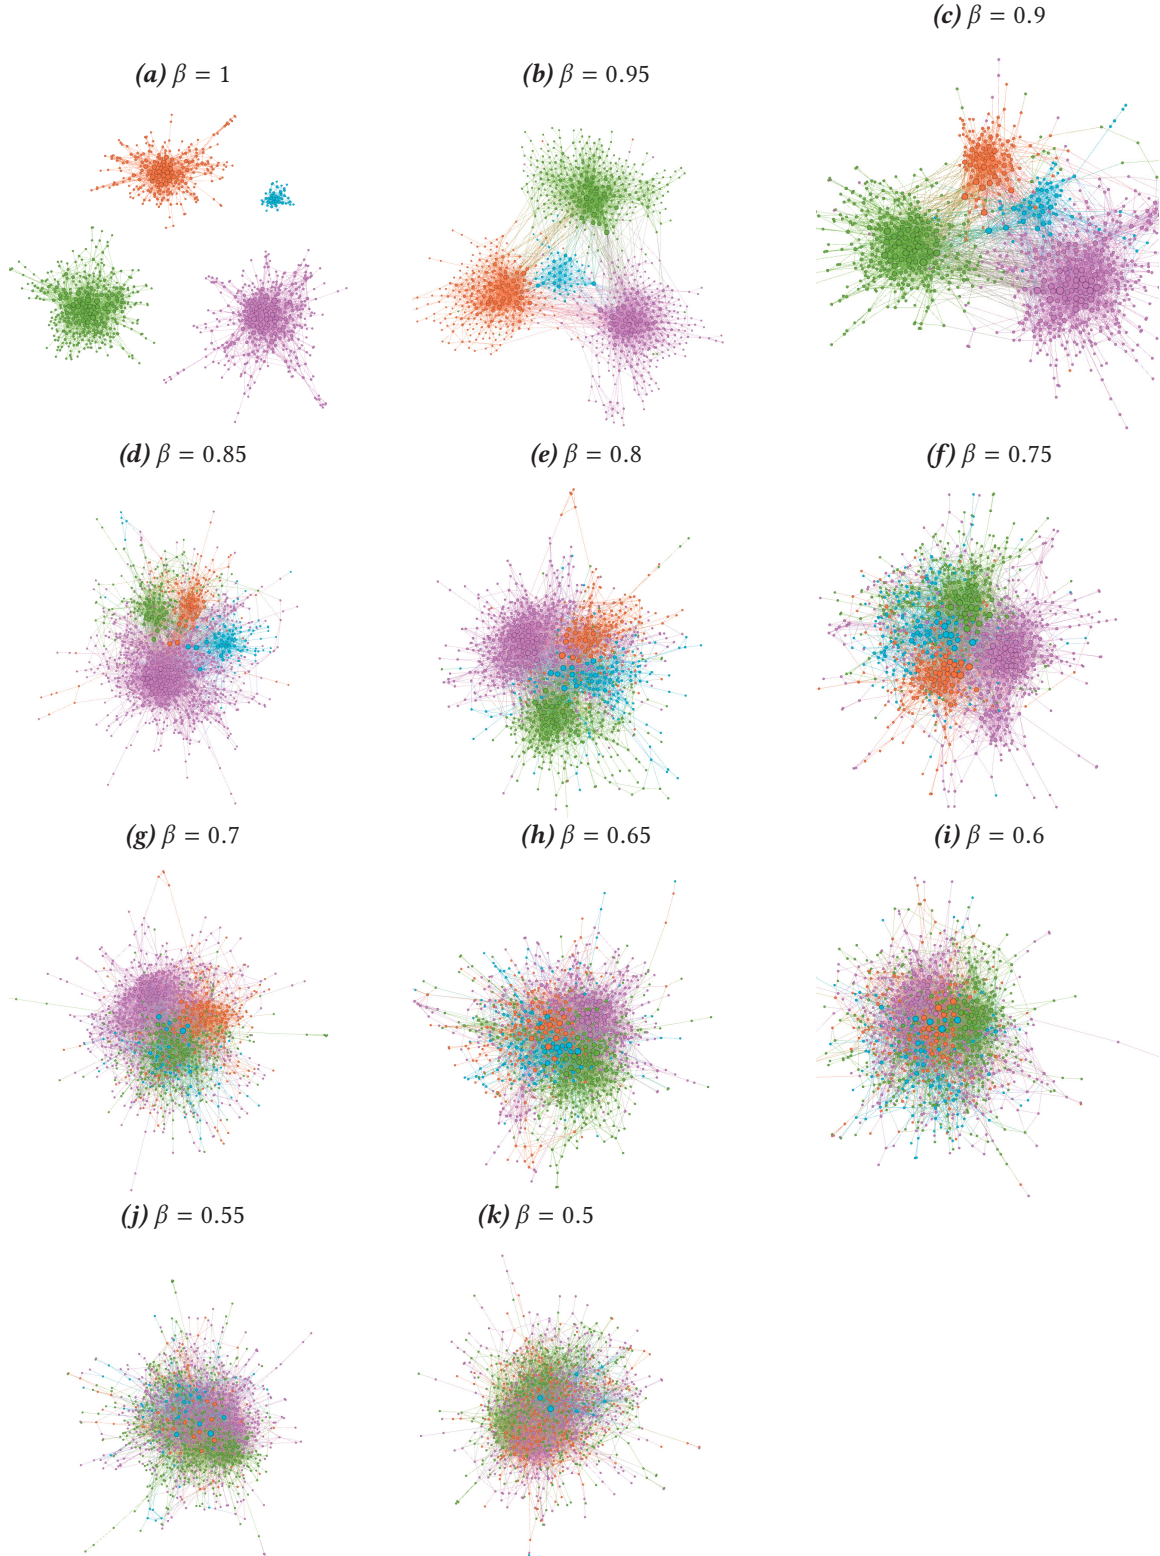 (c) β = 0.9
(a) β = 1
(b) β = 0.95
(d) β = 0.85
(e) β = 0.8
(f) β = 0.75
(g) β = 0.7
(h) β = 0.65
(i) β = 0.6
(j) β = 0.55
(k) β = 0.5